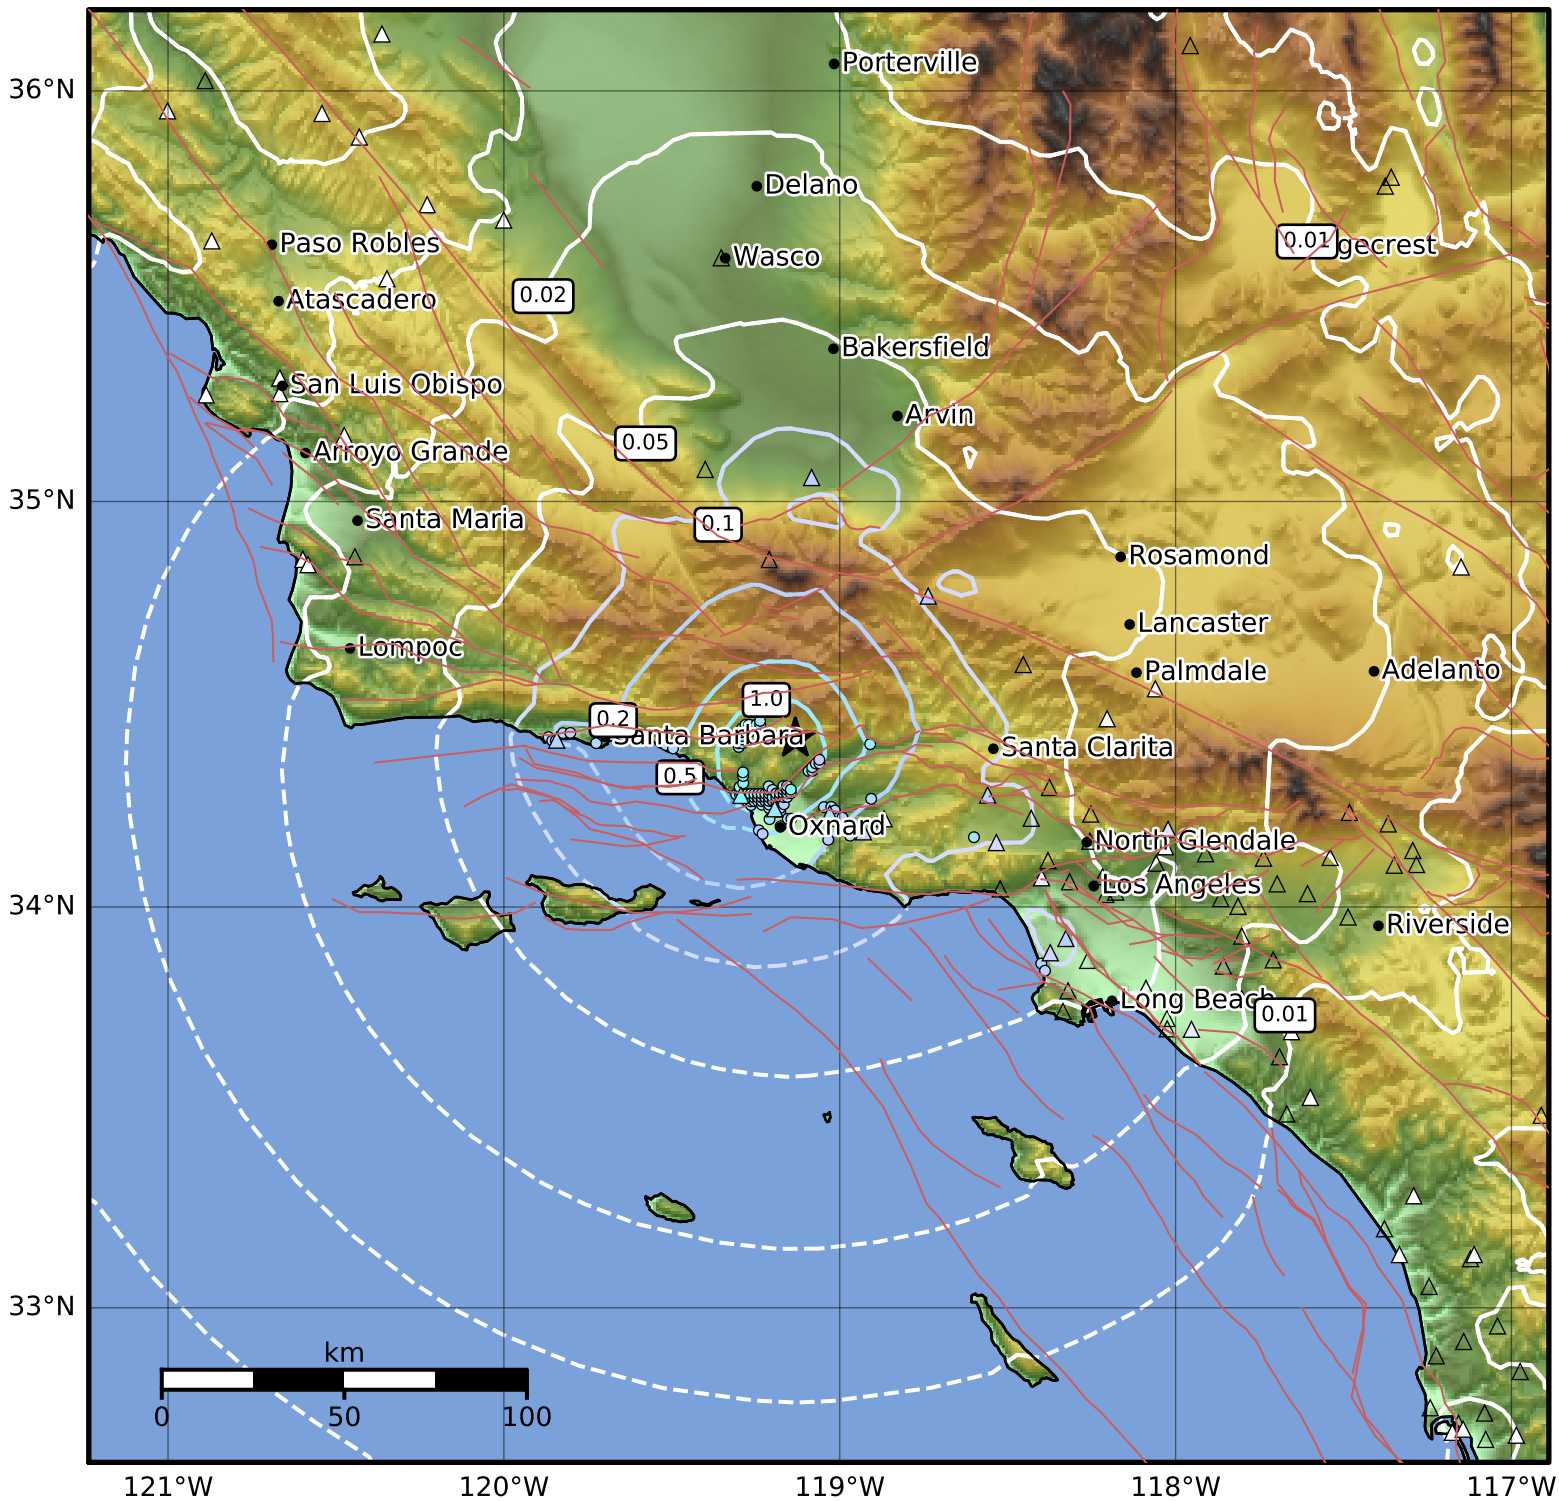 36°N
Porterville
Delano
Paso Robles
0.01
gecrest
Wasco
0.02
Atascadero
Bakersfield
San Luis Obispo
Arvin
0.05
Arroyo Grande
35°N
Santa Maria
0.1
Rosamond
Lancaster
Lompoc
Palmdale
Adelanto
1.0
0.2
Santa Barbara
Santa Clarita
0.5
Oxnard
North Glendale
Los Angeles
34°N
Riverside
Long Beach
0.01
33°N
km
0 50 100
121°W 120°W 119°W 118°W 117°W